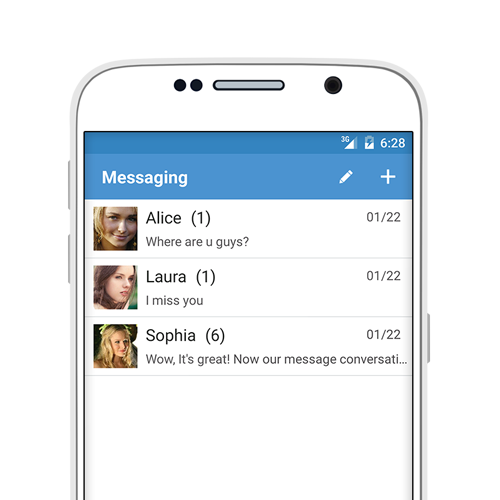 3G 6:28
Messaging
Alice (1) 01/22
Where are u guys?
Laura (1) 01/22
I miss you
Sophia (6) 01/22
Wow, It's great! Now our message conversati...